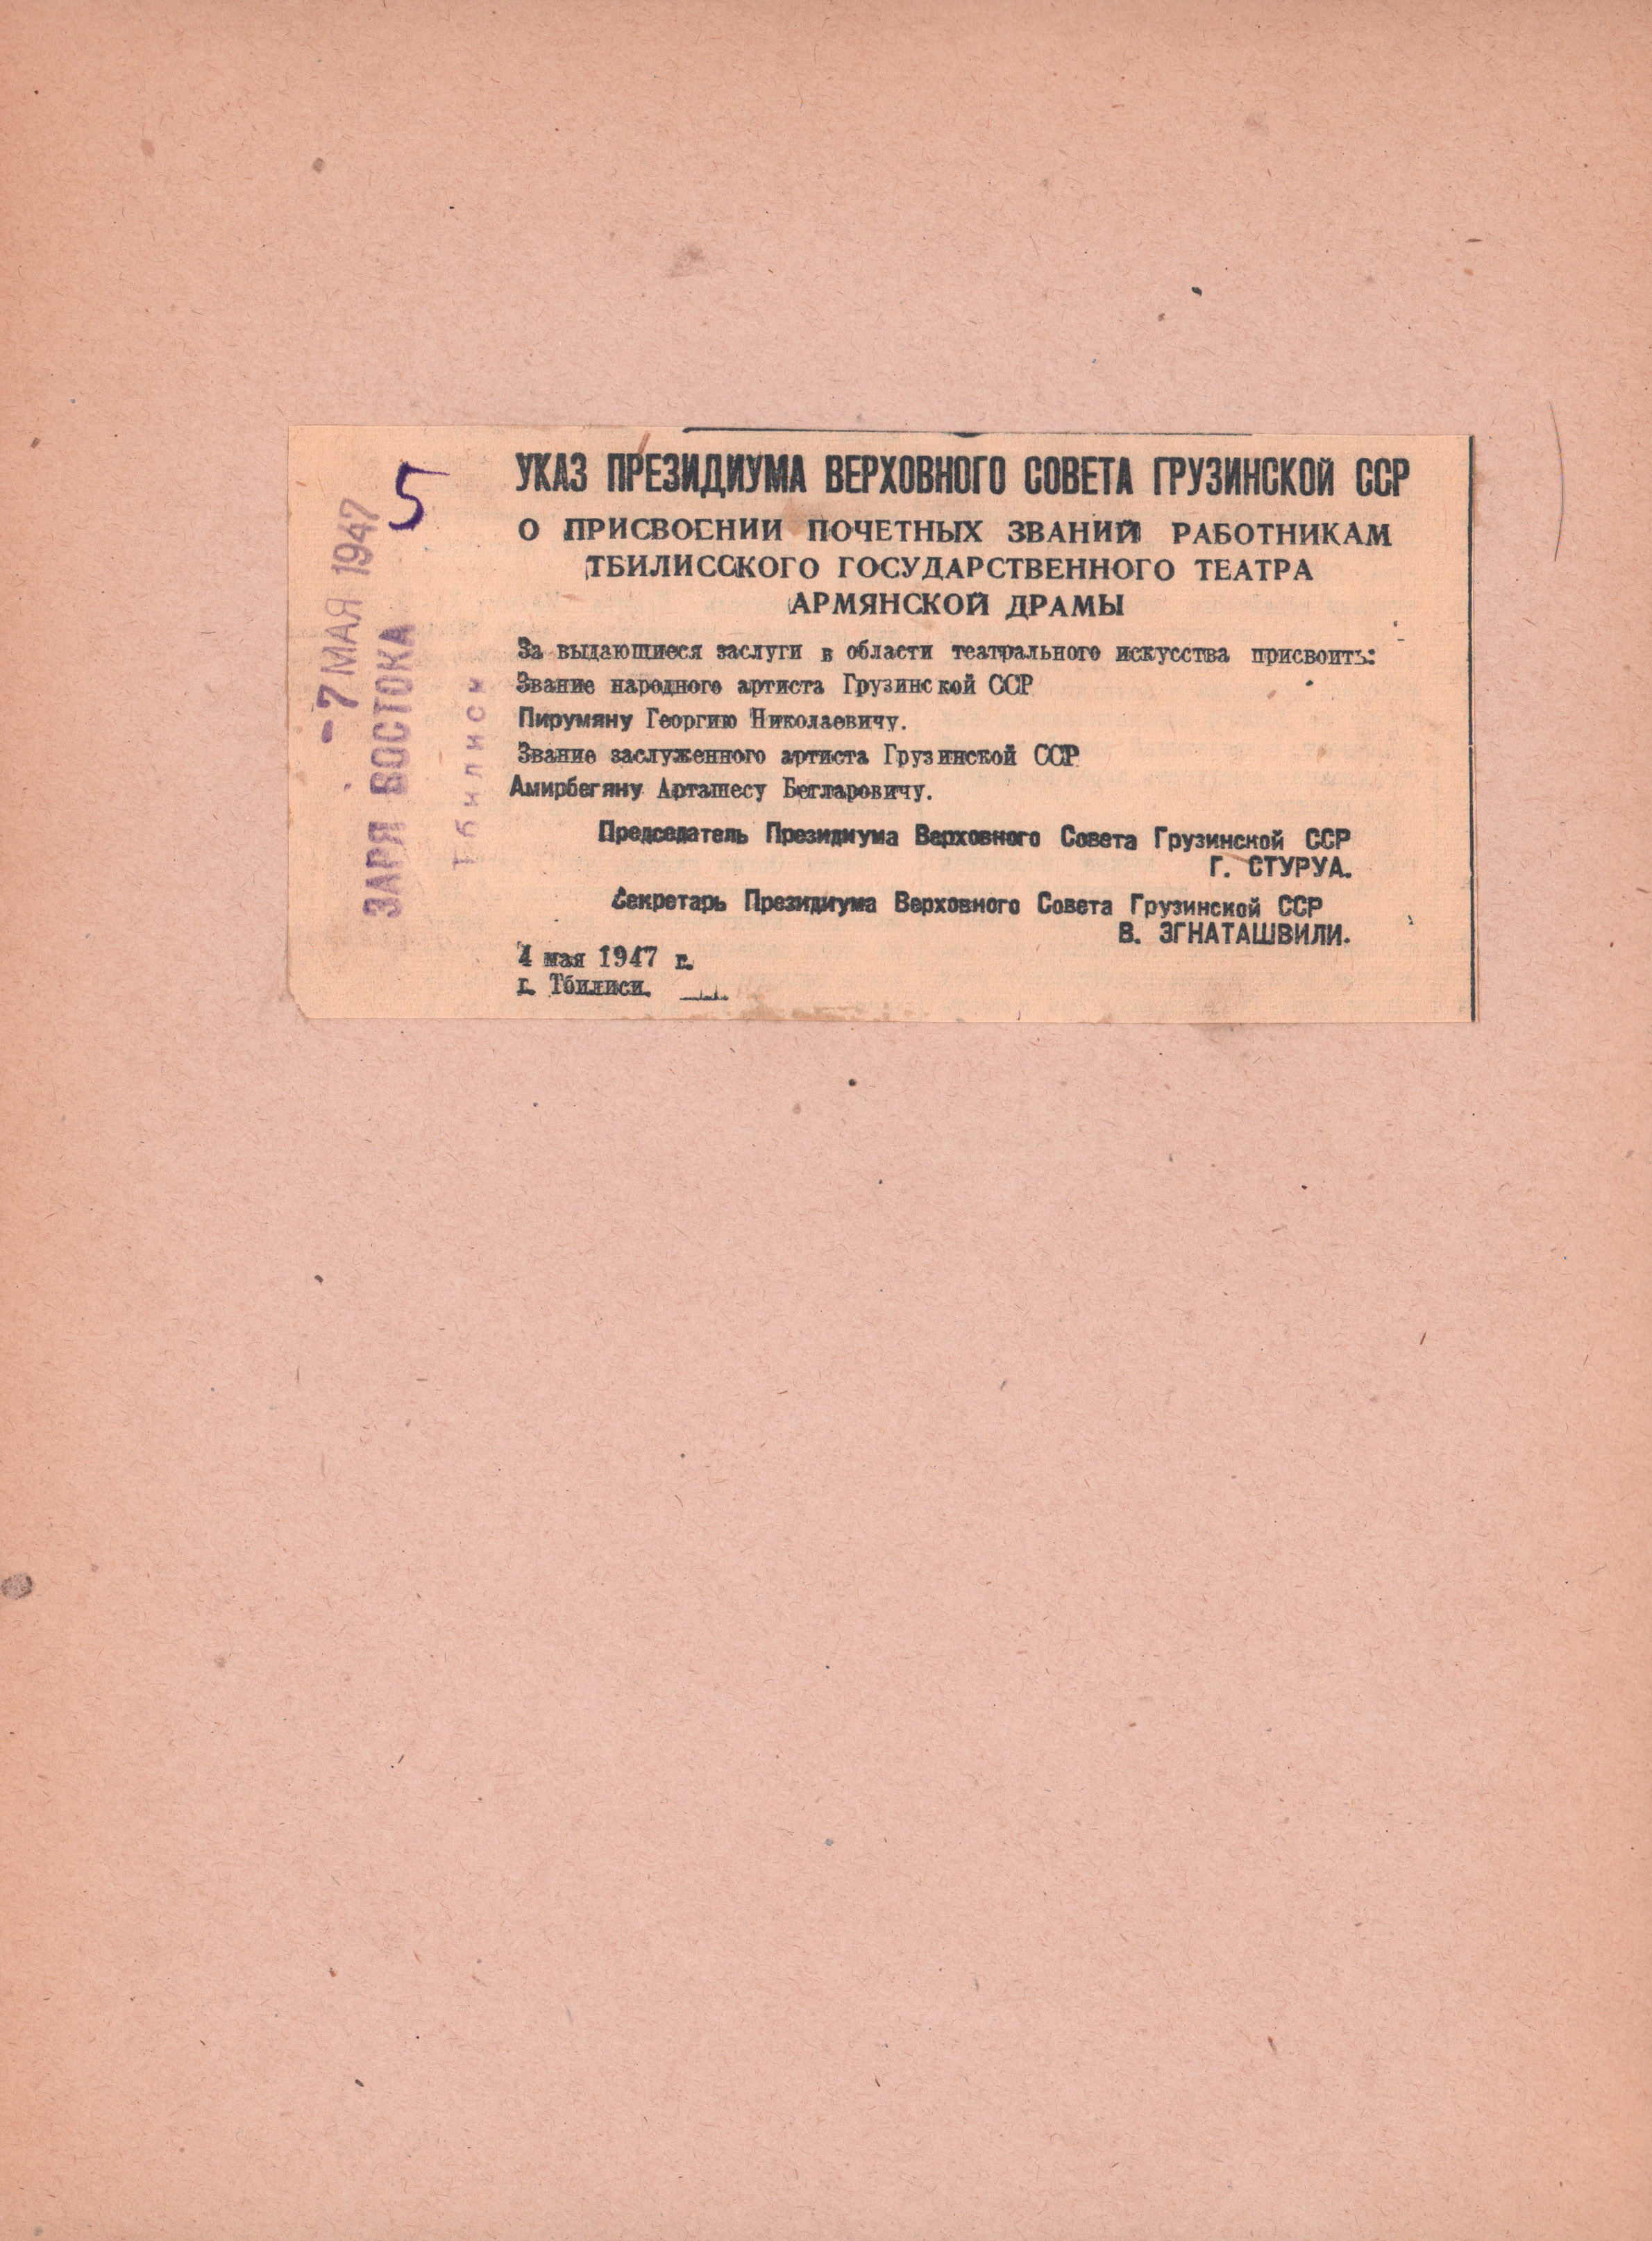 - 7 МАЯ 1947
ЗАРЯ ВОСТОКА
Тбилиси
5
УКАЗ ПРЕЗИДИУМА ВЕРХОВНОГО СОВЕТА ГРУЗИНСКОЙ ССР
О ПРИСВОЕНИИ ПОЧЕТНЫХ ЗВАНИЙ РАБОТНИКАМ
ТБИЛИССКОГО ГОСУДАРСТВЕННОГО ТЕАТРА
АРМЯНСКОЙ ДРАМЫ
За выдающиеся заслуги в области театрального искусства присвоить:
Звание народного артиста Грузинской ССР
Пирумяну Георгию Николаевичу.
Звание заслуженного артиста Грузинской ССР
Амирбегяну Арташесу Бегларовичу.
Председатель Президиума Верховного Совета Грузинской ССР
Г. СТУРУА.
Секретарь Президиума Верховного Совета Грузинской ССР
В. ЭГНАТАШВИЛИ.
4 мая 1947 г.
г. Тбилиси.